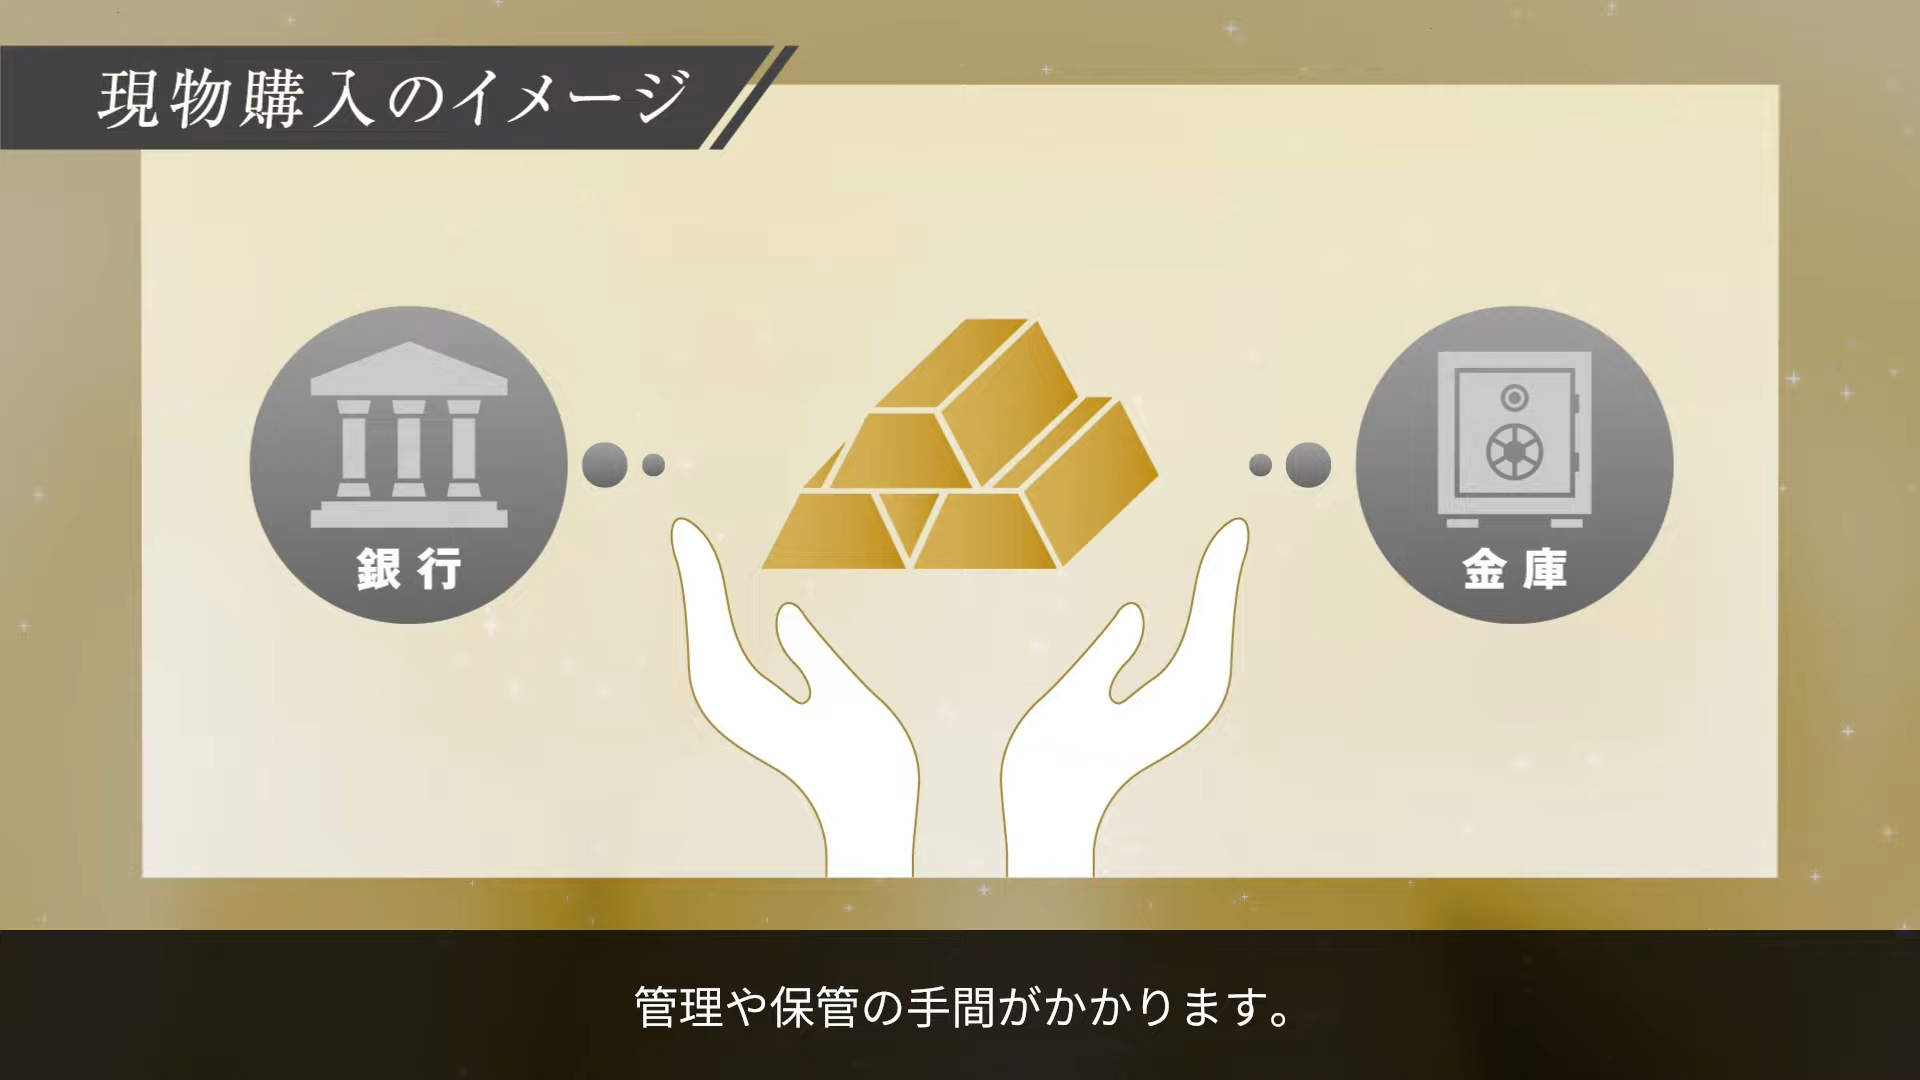 現物購入のイメージ
銀行
金庫
管理や保管の手間がかかります。